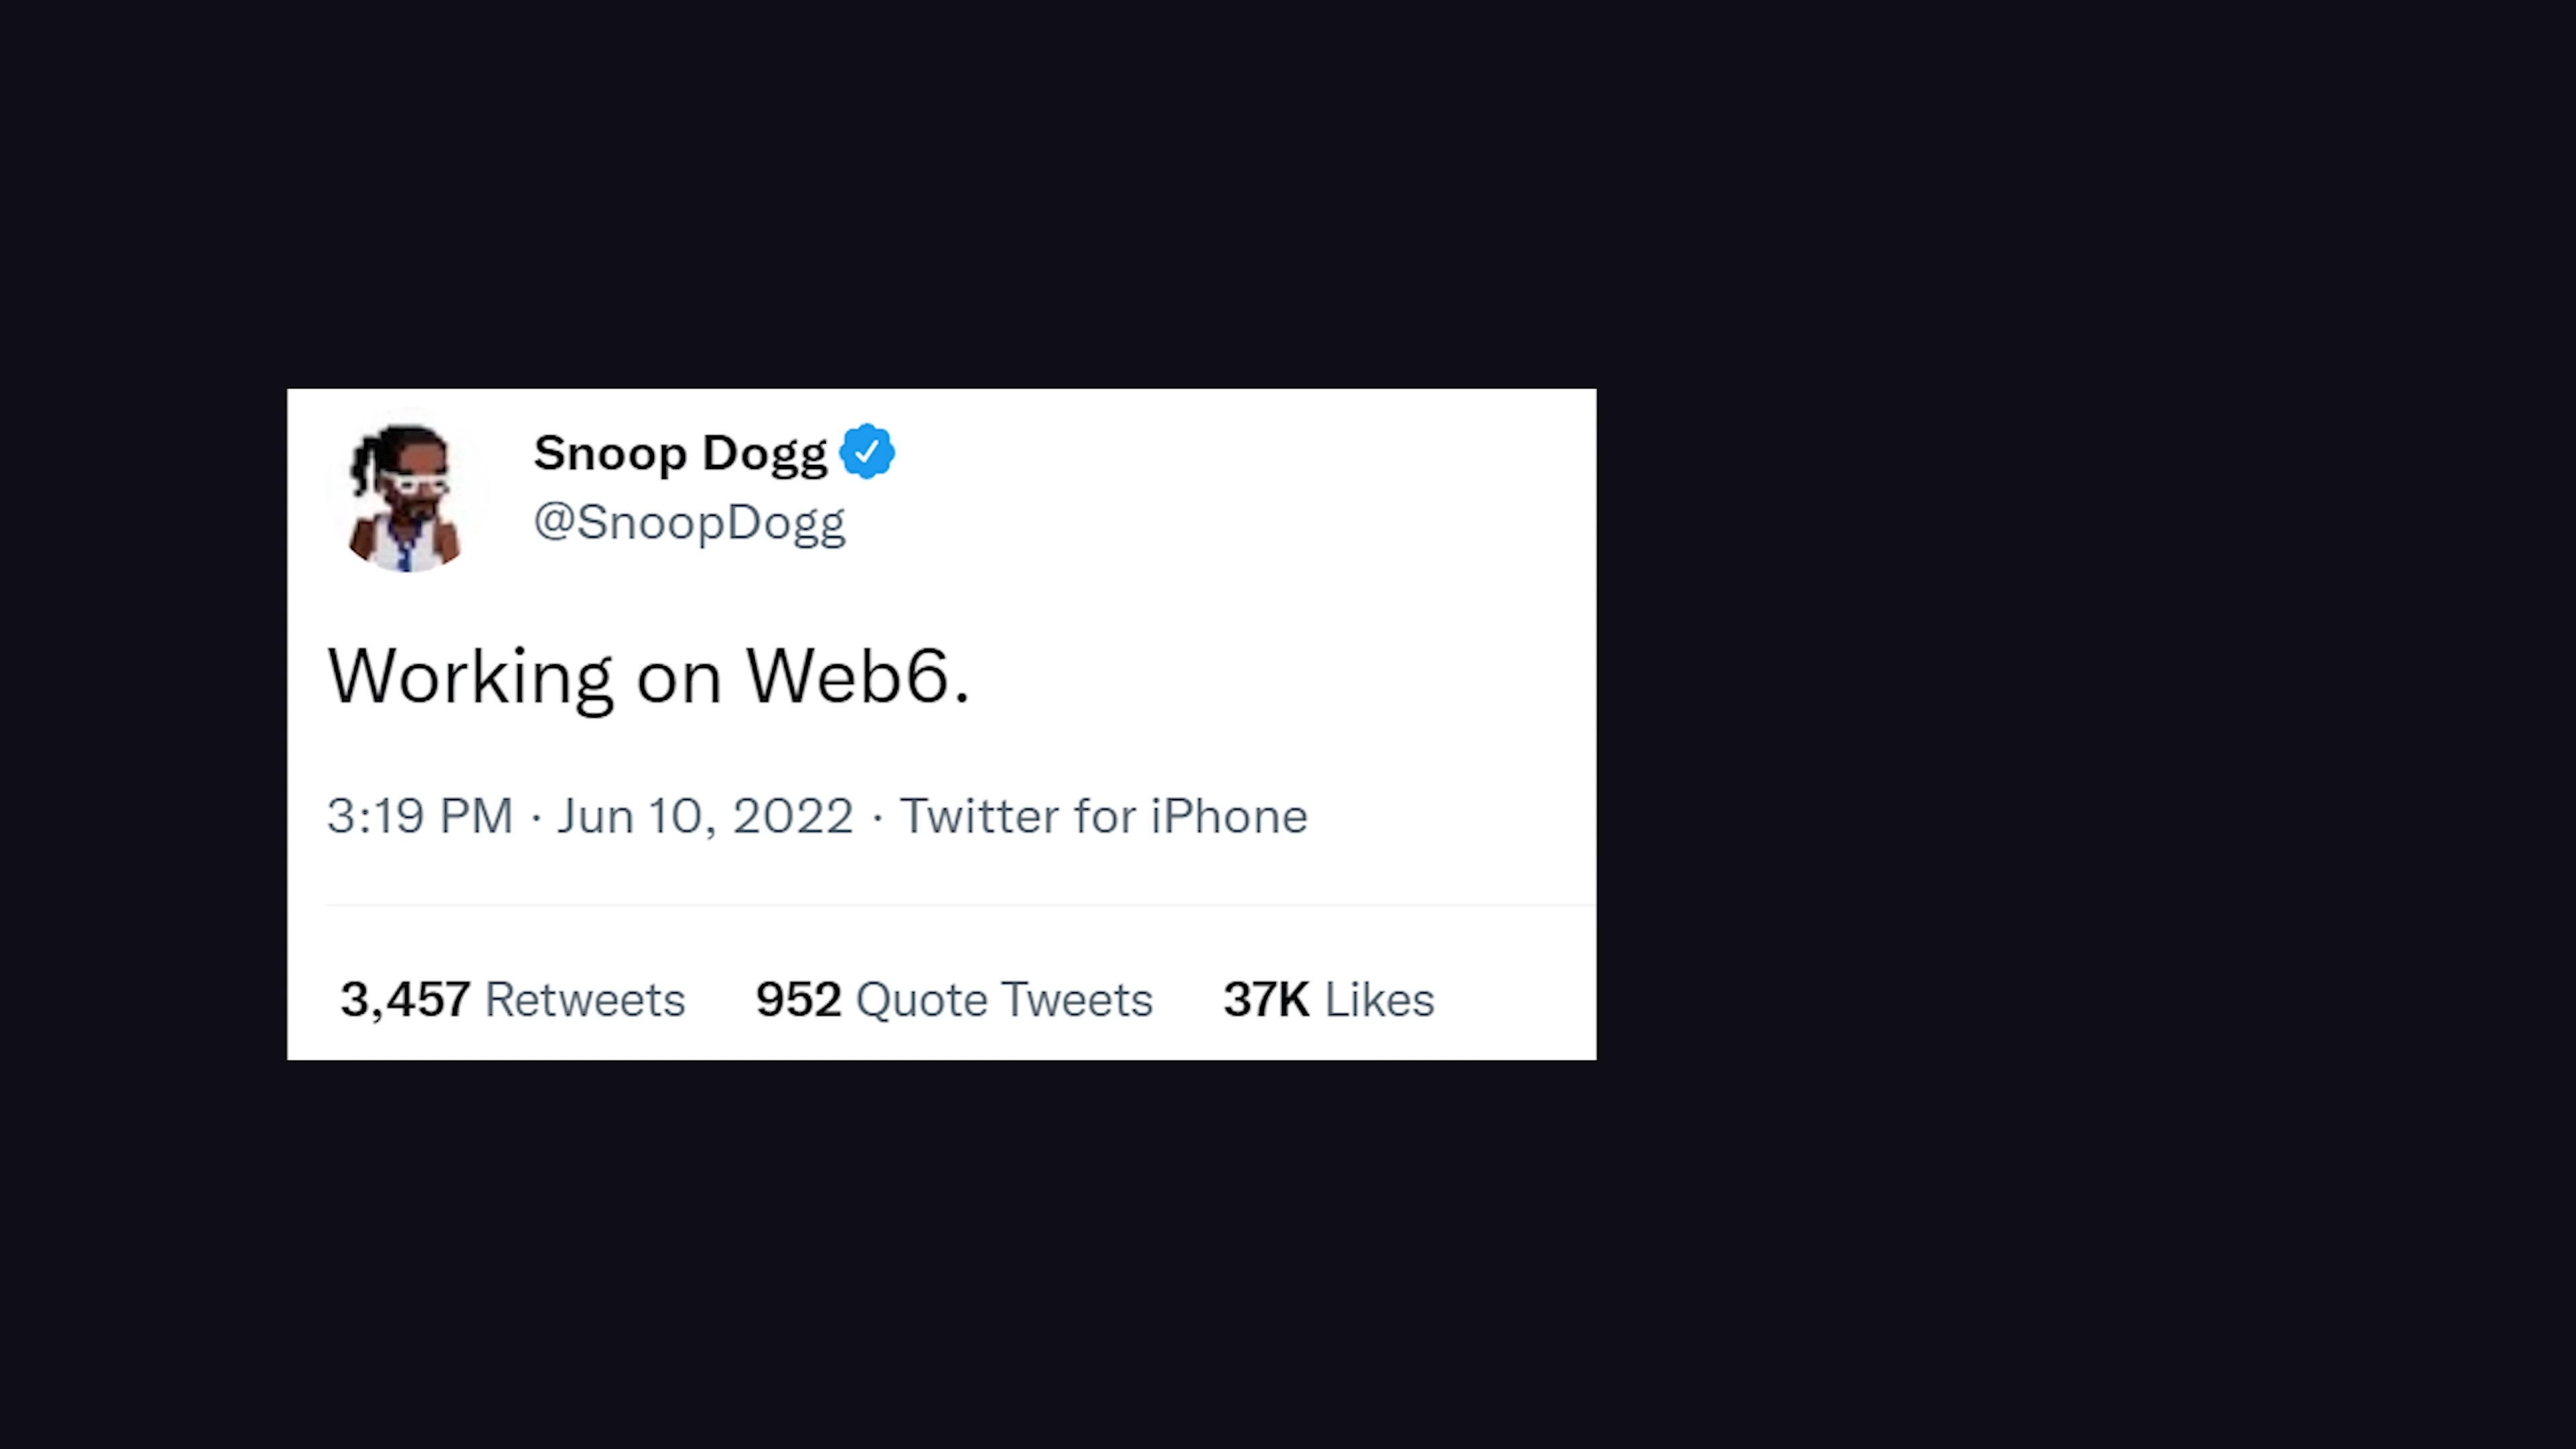 Snoop Dogg
@SnoopDogg
Working on Web6.
3:19 PM · Jun 10, 2022 · Twitter for iPhone
3,457 Retweets 952 Quote Tweets 37K Likes